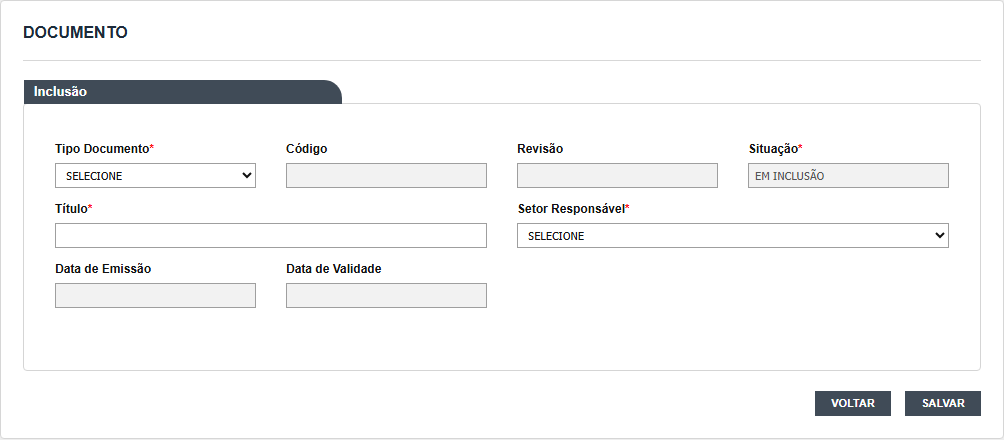 DOCUMENTO
Inclusão
Tipo Documento* Código Revisão Situação*
SELECIONE EM INCLUSÃO
Título* Setor Responsável*
SELECIONE
Data de Emissão Data de Validade
VOLTAR SALVAR